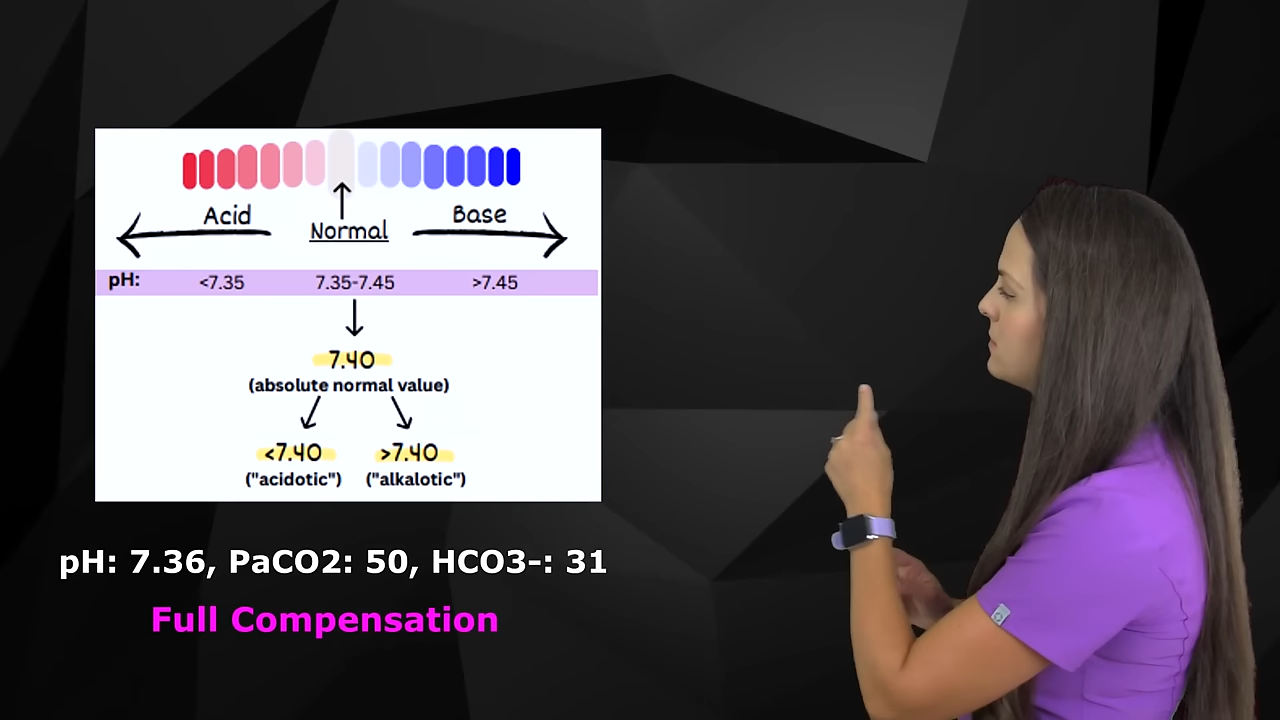 Acid Normal Base
pH: <7.35 7.35-7.45 >7.45
7.40
(absolute normal value)
<7.40 >7.40
("acidotic") ("alkalotic")
pH: 7.36, PaCO2: 50, HCO3-: 31
Full Compensation